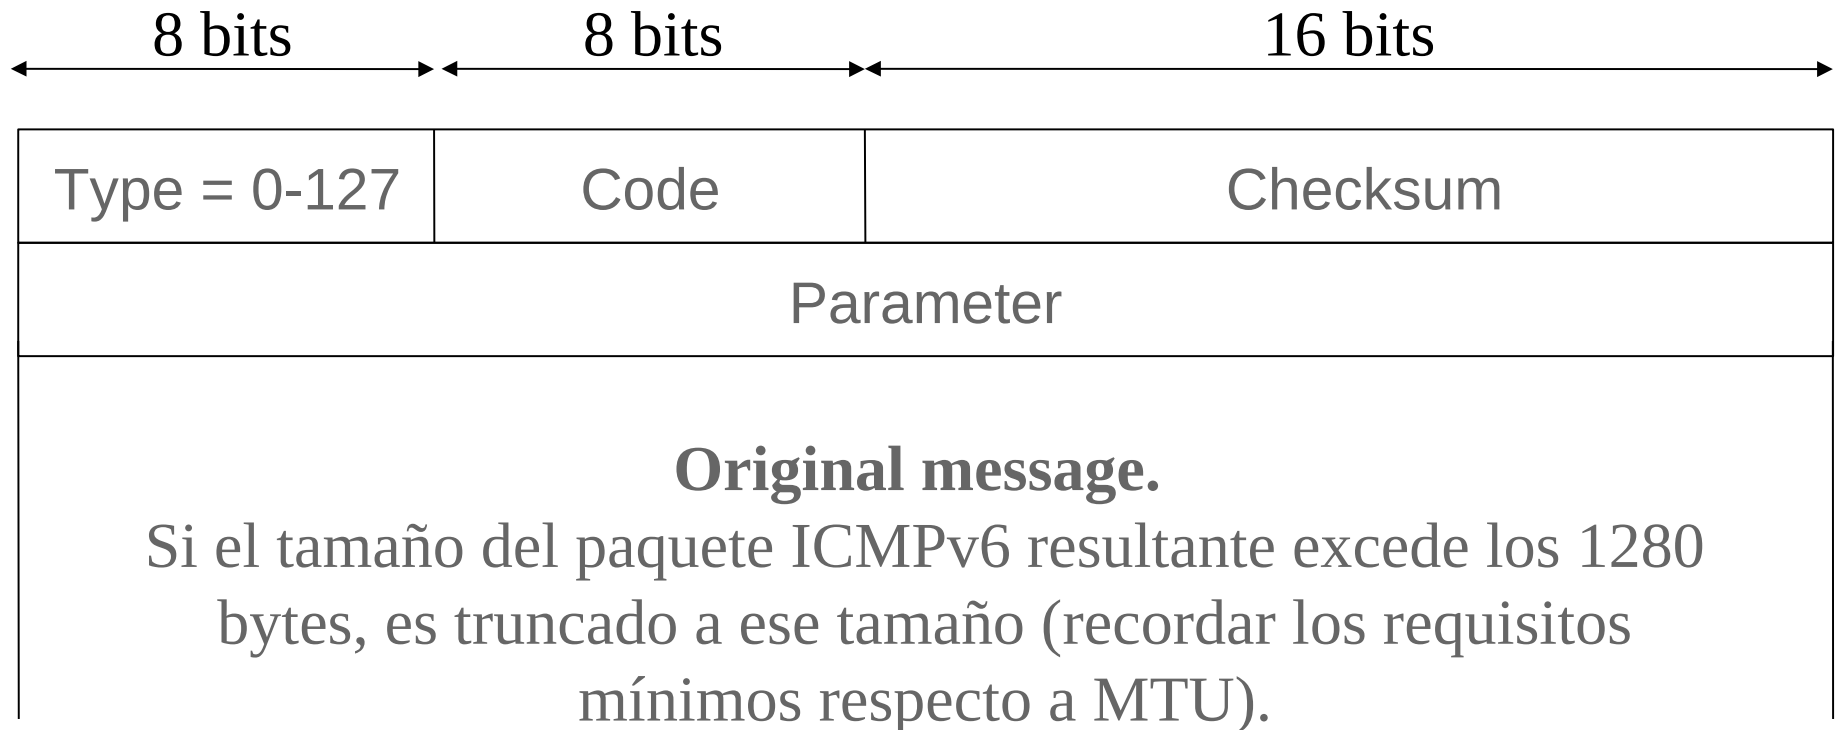 8 bits 8 bits 16 bits
Type = 0-127 Code Checksum
Parameter
Original message.
Si el tamaño del paquete ICMPv6 resultante excede los 1280
bytes, es truncado a ese tamaño (recordar los requisitos
mínimos respecto a MTU).